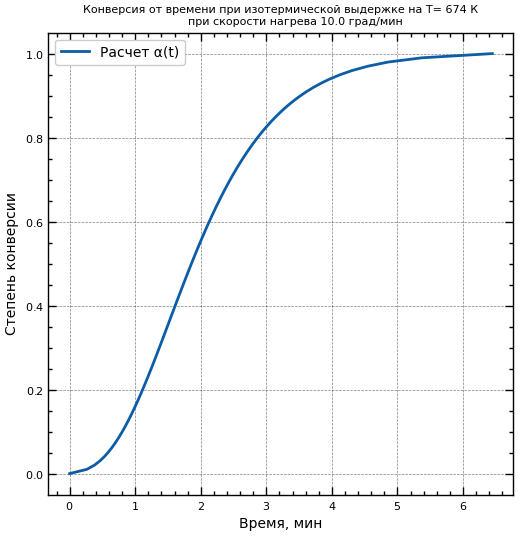 Конверсия от времени при изотермической выдержке на T= 674 К
при скорости нагрева 10.0 град/мин
Расчет α(t)
Степень конверсии
1.0
0.8
0.6
0.4
0.2
0.0
0 1 2 3 4 5 6
Время, мин